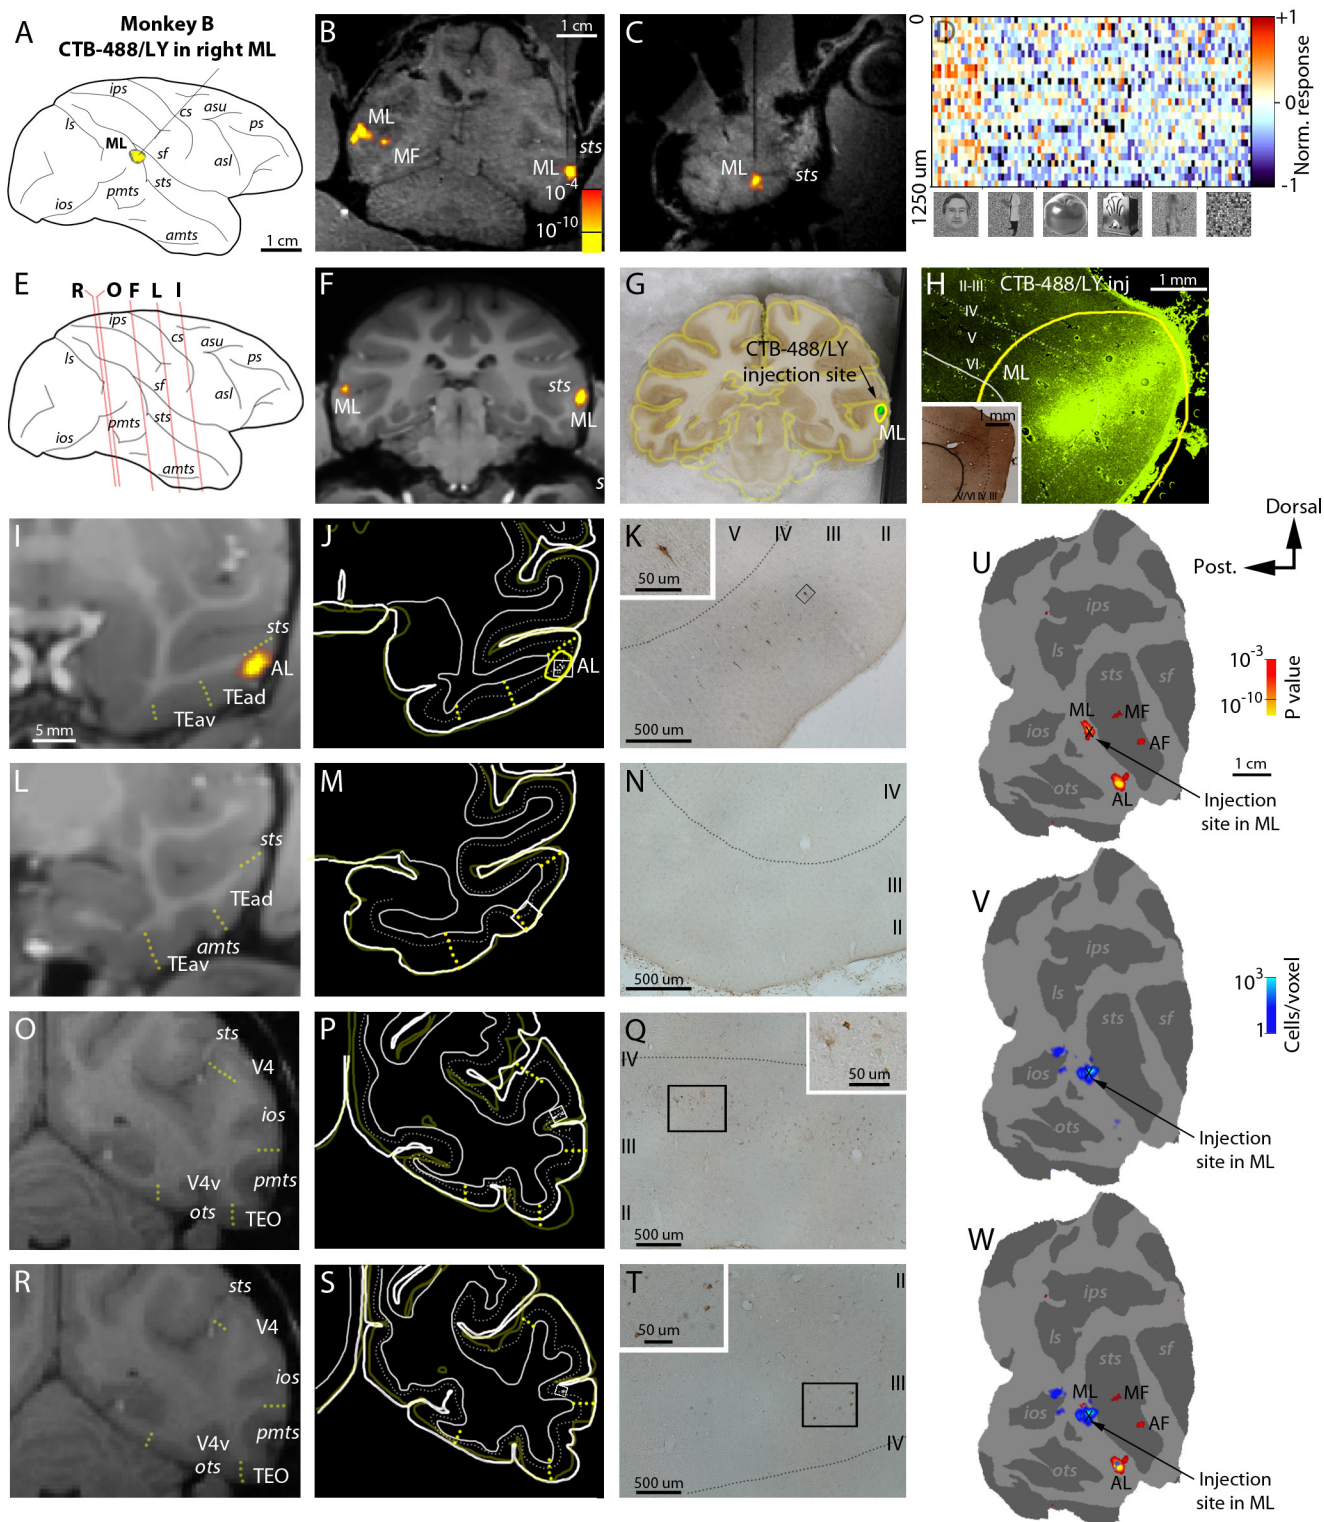 A
Monkey B
CTB-488/LY in right ML
ips
cs
asu
ps
ls
ML
sf
asl
sts
pmts
ios
amts
1 cm
B
1 cm
ML
MF
sts
ML
10-4
10-10
C
ML
sts
D
0
1250 um
+1
0
-1
Norm. response
E
R O F L I
ips
cs
asu
ps
ls
sf
asl
sts
pmts
ios
amts
F
sts
ML
ML
s
G
CTB-488/LY
injection site
ML
H
CTB-488/LY inj
1 mm
II-III
IV
V
VI
ML
1 mm
V/VI IV III
I
sts
AL
TEad
TEav
5 mm
J
AL
K
V IV III II
50 um
500 um
L
sts
TEad
amts
TEav
M
N
IV
III
II
500 um
O
sts
V4
ios
V4v
pmts
ots
TEO
P
Q
IV
50 um
III
II
500 um
R
sts
V4
ios
pmts
V4v
ots
TEO
S
T
II
50 um
III
IV
500 um
Dorsal
Post.
U
ips
ls
sts
sf
ML
MF
ios
AF
ots
AL
10-3
10-10
P value
1 cm
Injection
site in ML
V
ips
ls
sts
sf
ios
ots
103
1
Cells/voxel
Injection
site in ML
W
ips
ls
sts
sf
ML
MF
ios
AF
ots
AL
Injection
site in ML